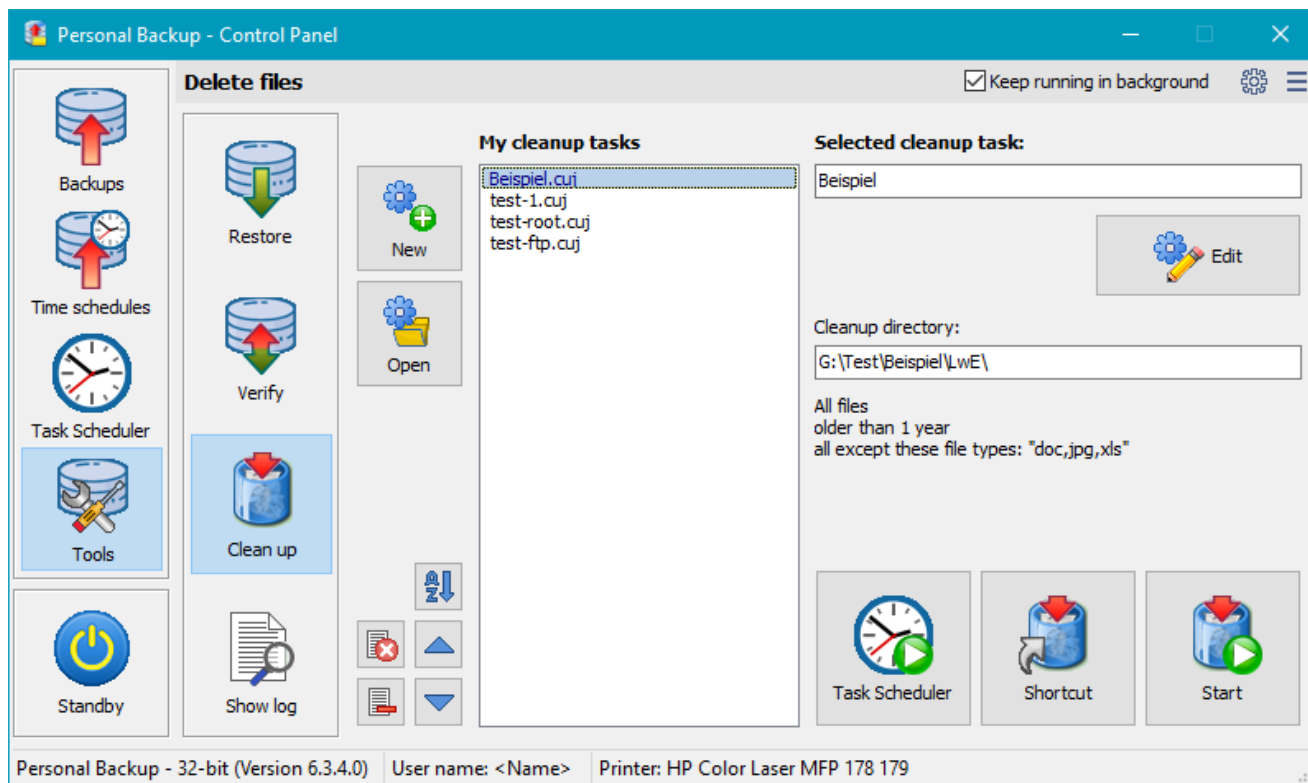 Personal Backup - Control Panel
Delete files
Keep running in background
Backups
Time schedules
Task Scheduler
Tools
Standby
Restore
Verify
Clean up
Show log
New
Open
A
Z
My cleanup tasks
Beispiel.cuj
test-1.cuj
test-root.cuj
test-ftp.cuj
Selected cleanup task:
Beispiel
Edit
Cleanup directory:
G:\Test\Beispiel\LwE\
All files
older than 1 year
all except these file types: "doc,jpg,xls"
Task Scheduler
Shortcut
Start
Personal Backup - 32-bit (Version 6.3.4.0) User name: <Name> Printer: HP Color Laser MFP 178 179